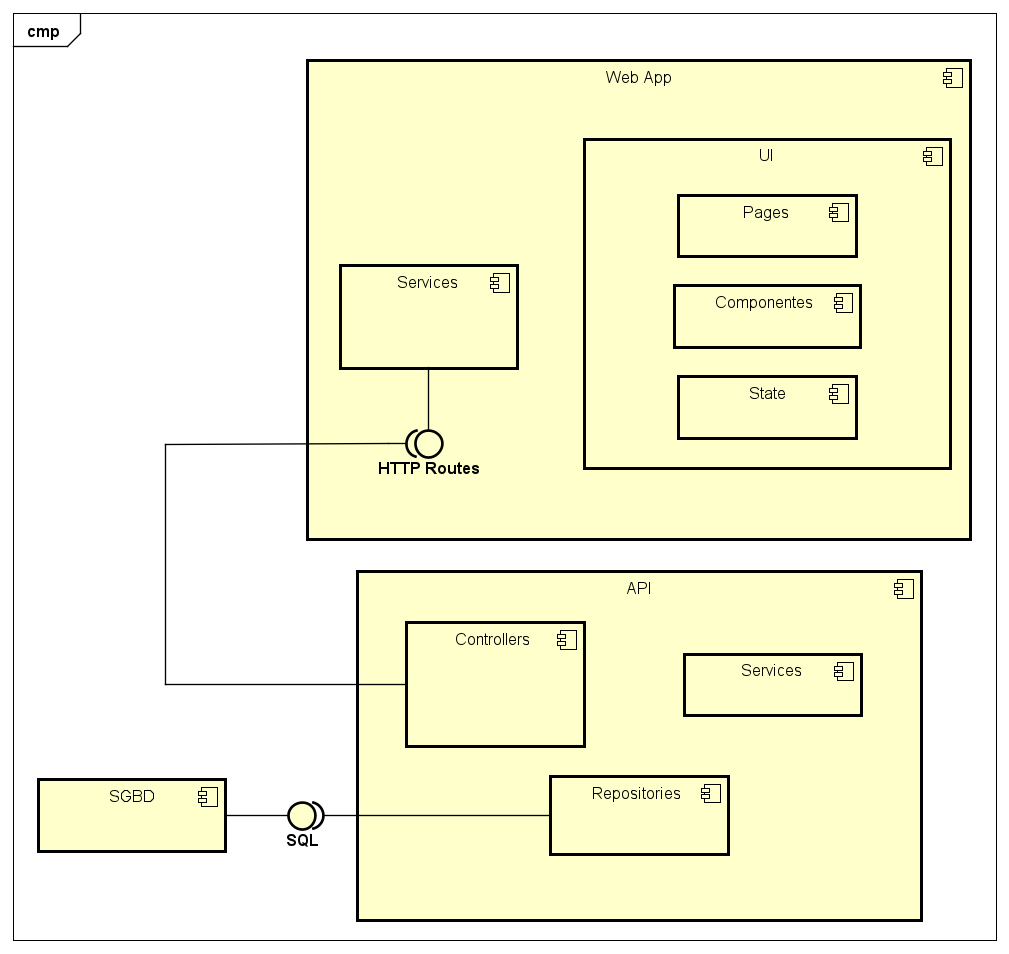 cmp
Web App
UI
Pages
Services
Componentes
State
HTTP Routes
API
Controllers
Services
SGBD
Repositories
SQL